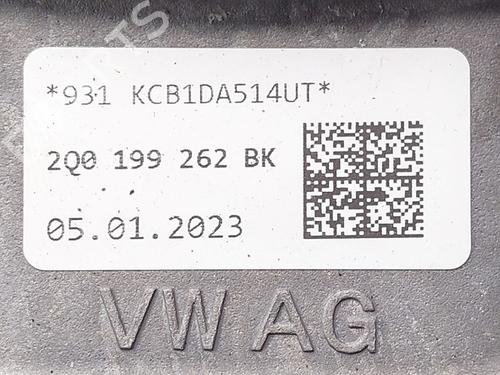 *931 KCB1DA514UT*
2Q0 199 262 BK
05.01.2023
VW AG